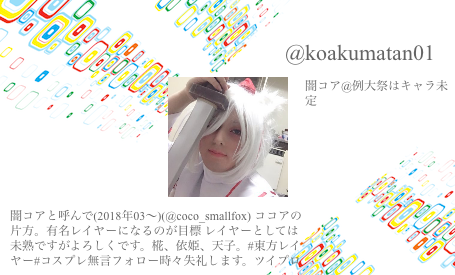 @koakumatan01
闇コア@例大祭はキャラ未
定
闇コアと呼んで(2018年03〜)(@coco_smallfox) ココアの
片方。有名レイヤーになるのが目標 レイヤーとしては
未熟ですがよろしくです。椛、依姫、天子。#東方レイ
ヤー#コスプレ無言フォロー時々失礼します。ツイプロ